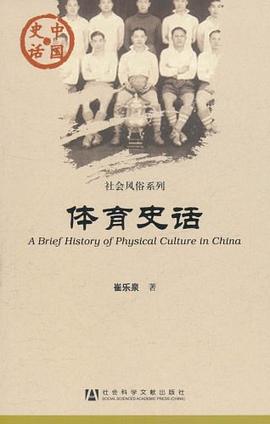 中国
史话
社会风俗系列
体育史话
A Brief History of Physical Culture in China
崔乐泉 著
社会科学文献出版社
SOCIAL SCIENCES ACADEMIC PRESS (CHINA)